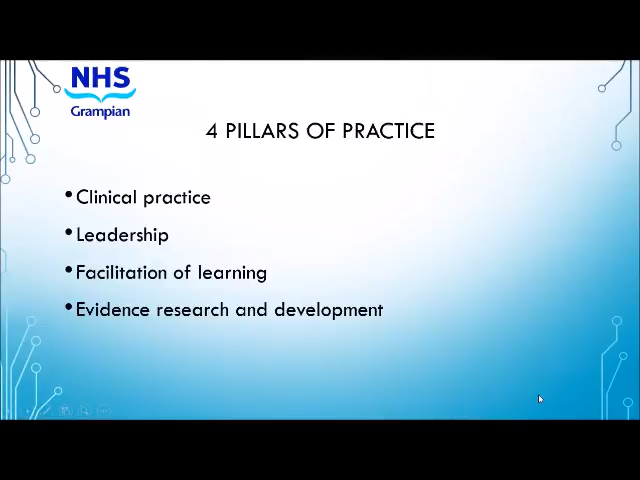 NHS
Grampian
4 PILLARS OF PRACTICE
•Clinical practice
•Leadership
•Facilitation of learning
•Evidence research and development